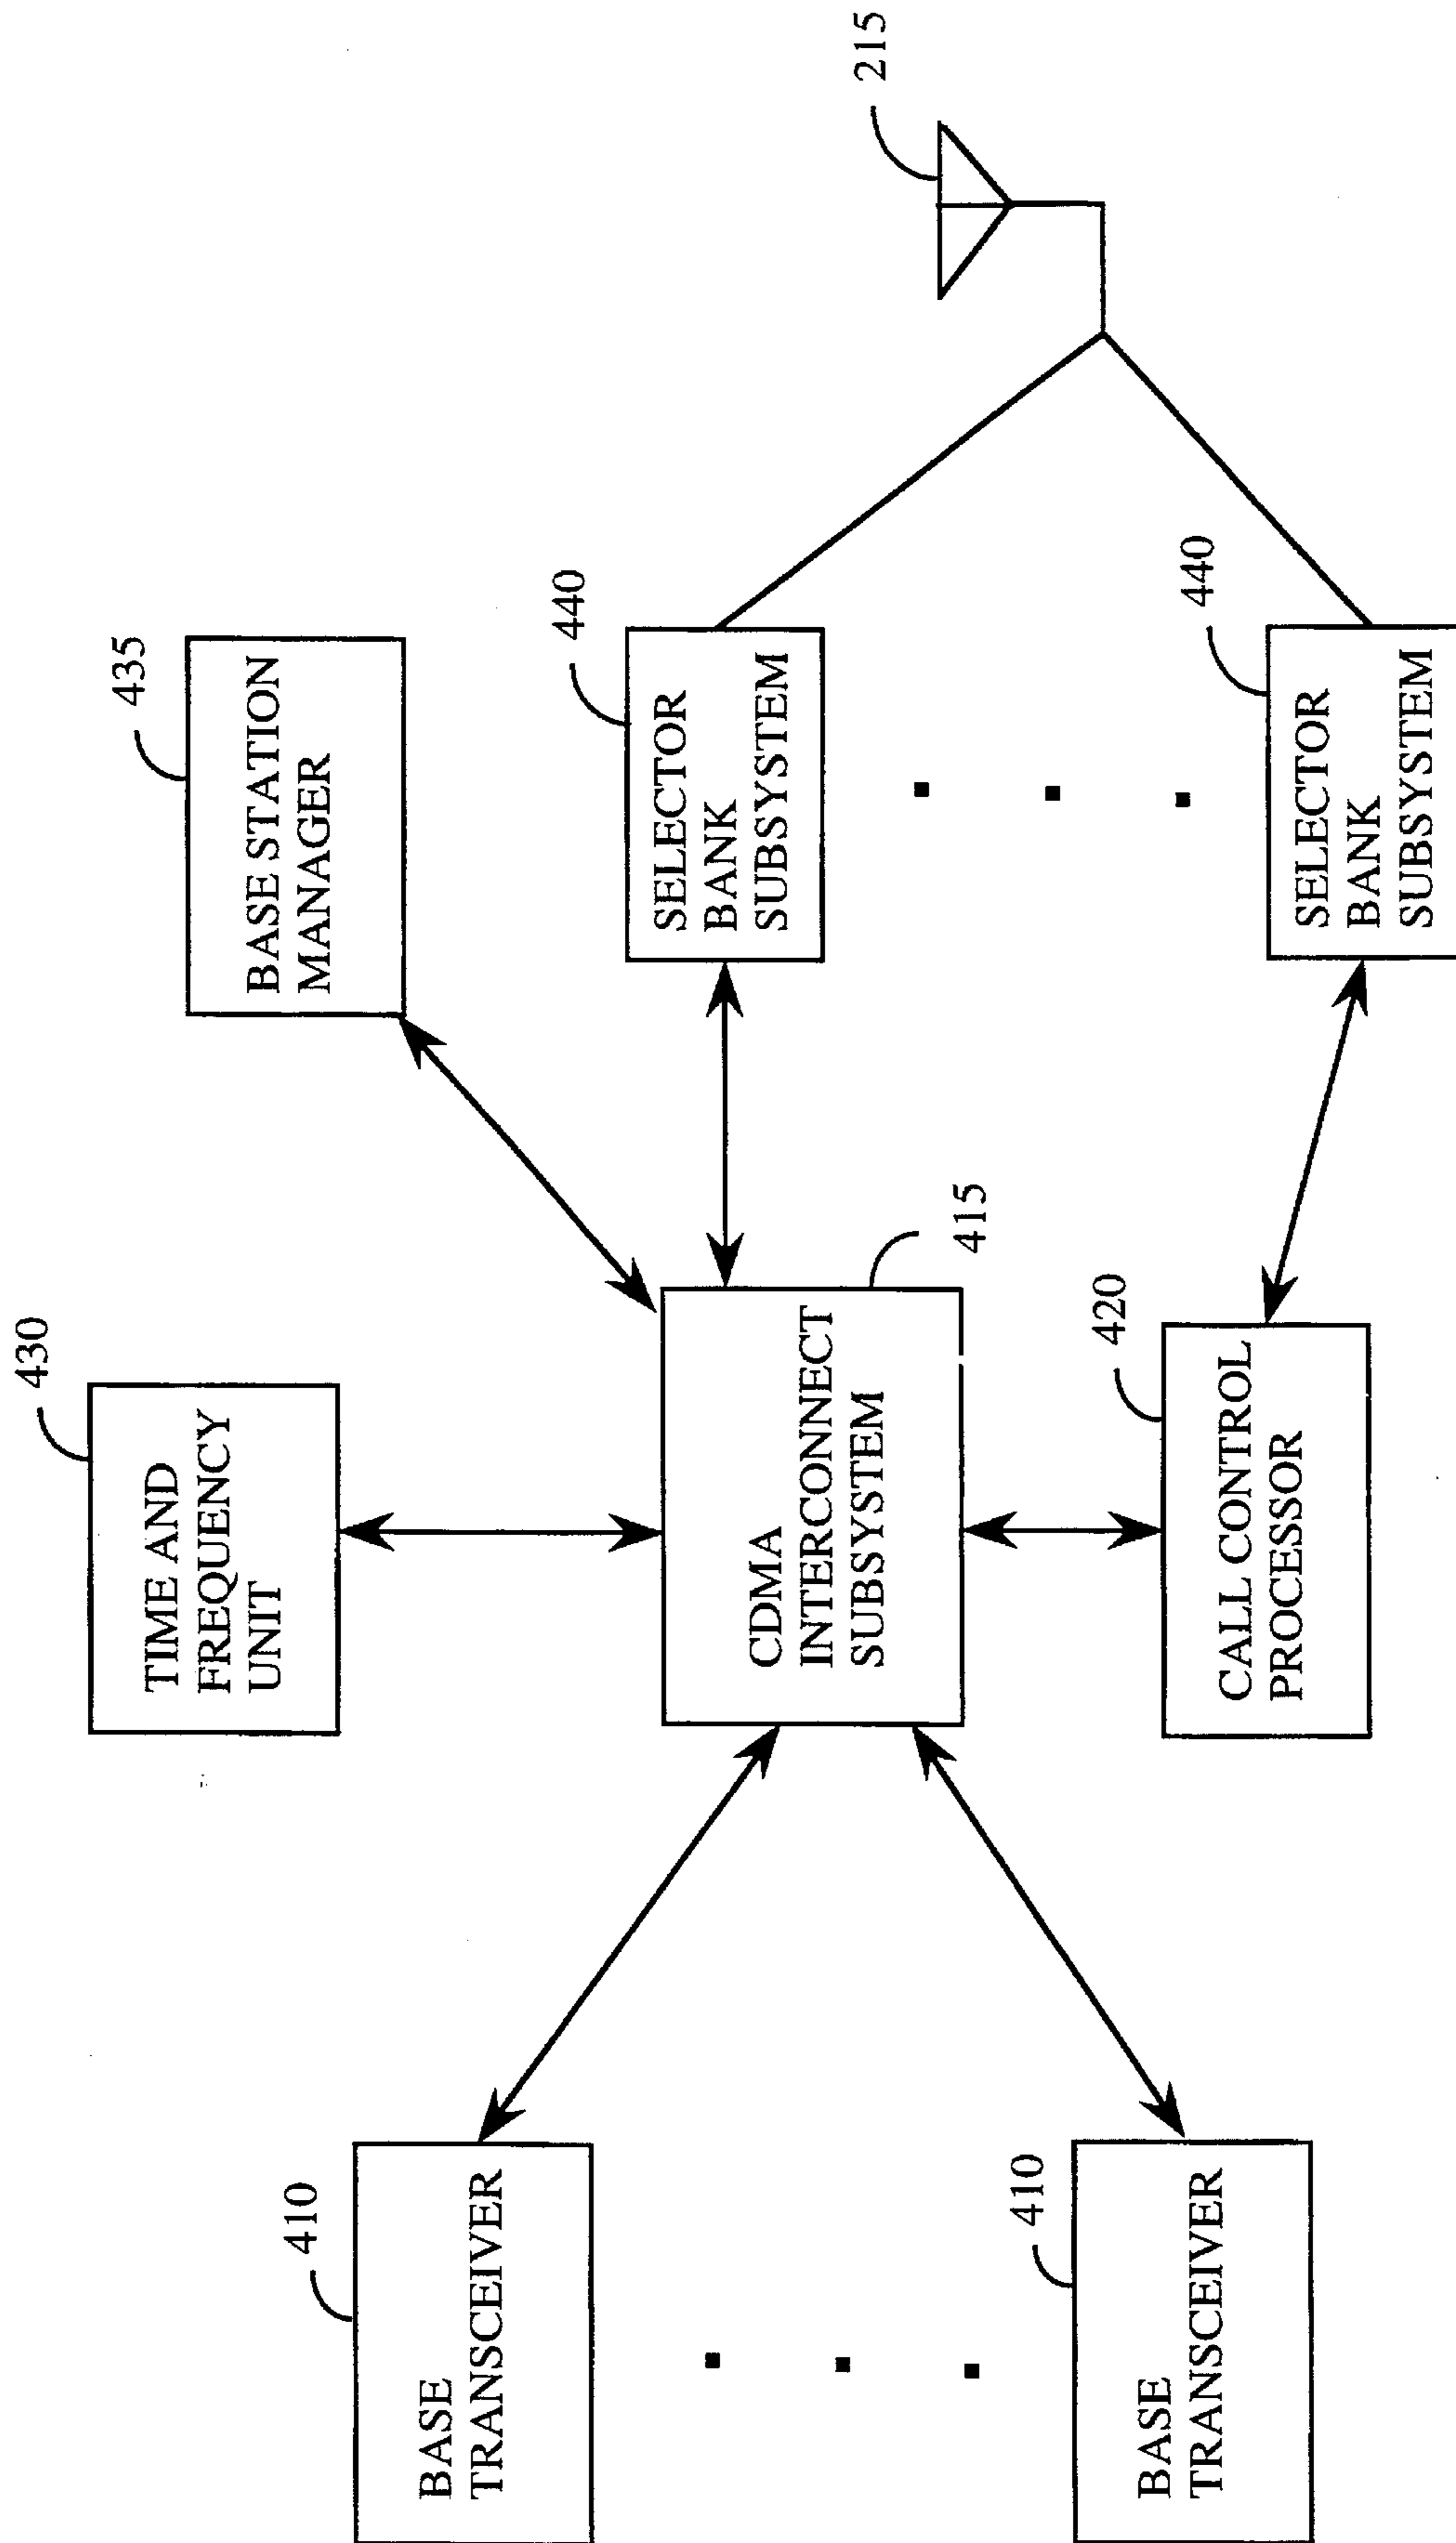 430
TIME AND
FREQUENCY
UNIT
435
BASE STATION
MANAGER
410
BASE
TRANSCEIVER
415
CDMA
INTERCONNECT
SUBSYSTEM
440
SELECTOR
BANK
SUBSYSTEM
215
410
BASE
TRANSCEIVER
420
CALL CONTROL
PROCESSOR
440
SELECTOR
BANK
SUBSYSTEM